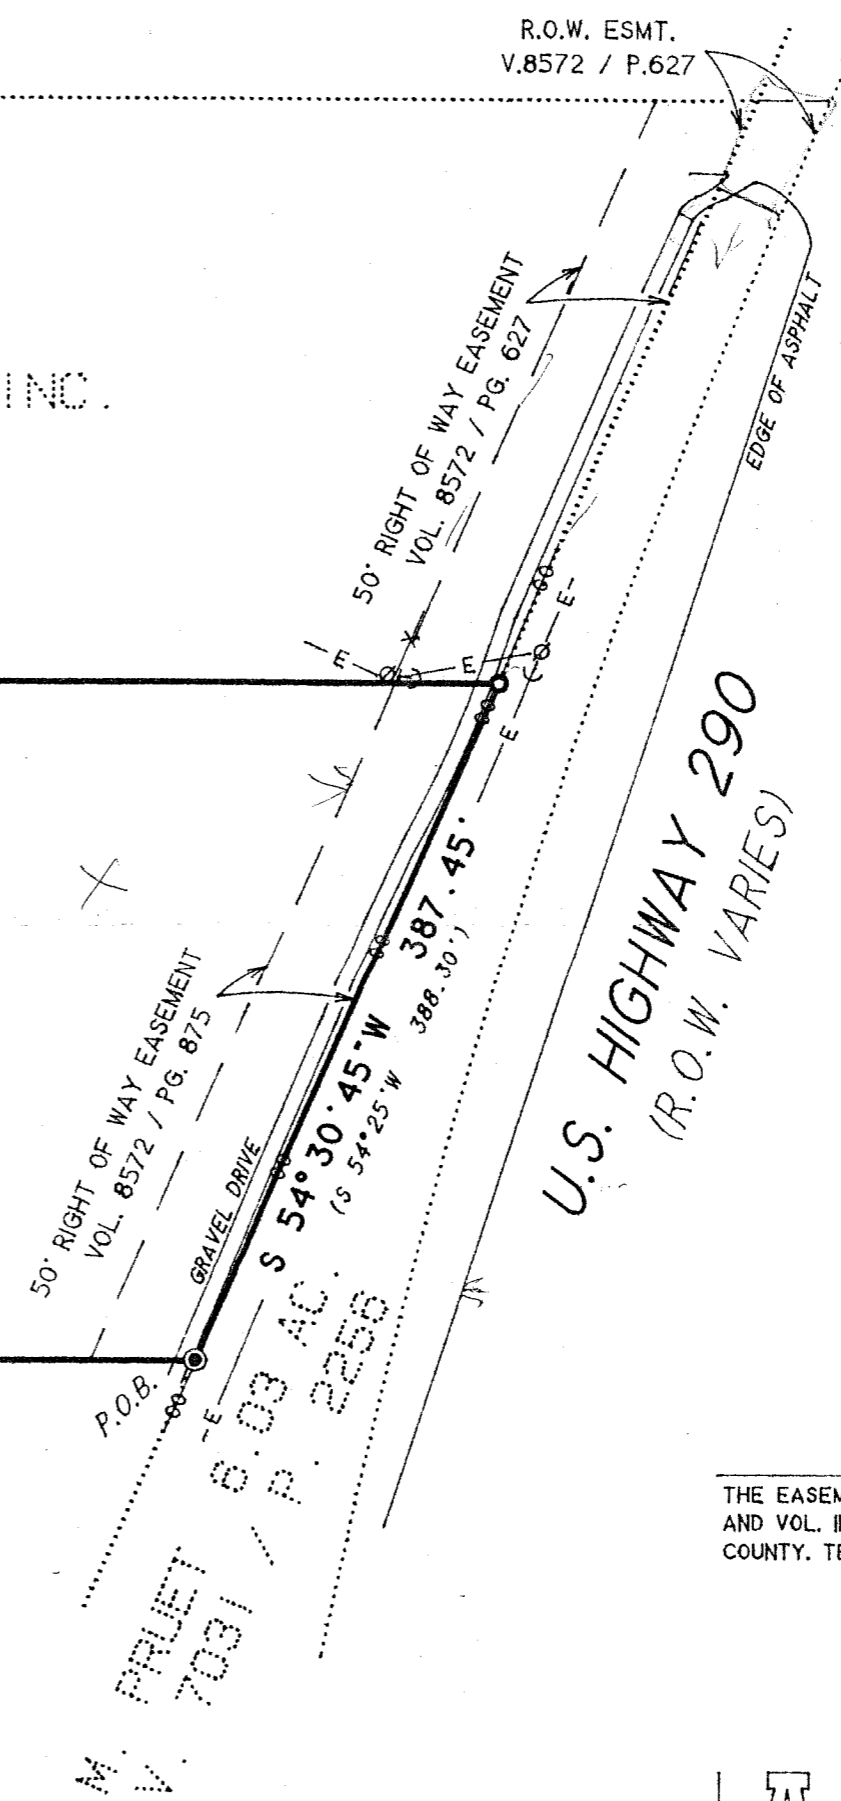 R.O.W. ESMT.
V.8572 / P.627
INC.
50' RIGHT OF WAY EASEMENT
VOL. 8572 / PG. 627
EDGE OF ASPHALT
E
E
E
E
U.S. HIGHWAY 290
(R.O.W. VARIES)
S 54°30'45"W 387.45'
(S 54°25'W 388.30')
50' RIGHT OF WAY EASEMENT
VOL. 8572 / PG. 875
GRAVEL DRIVE
P.O.B.
E
M. PRUET 6.03 AC.
V. 7031 / P. 2256
THE EASEM
AND VOL.
COUNTY. TE